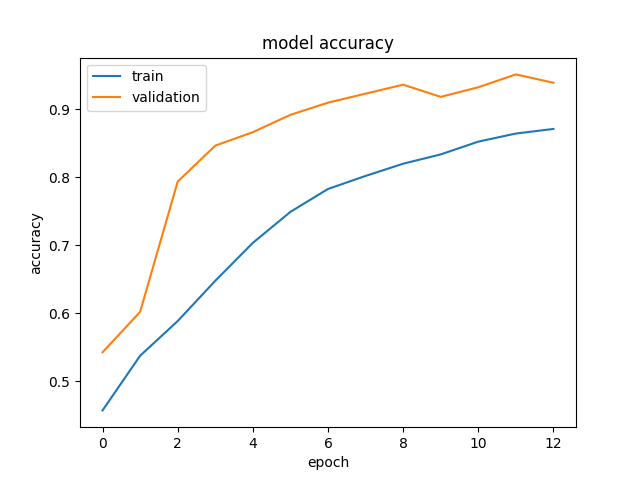 model accuracy
train
validation
0.9
0.8
0.7
0.6
0.5
accuracy
0 2 4 6 8 10 12
epoch